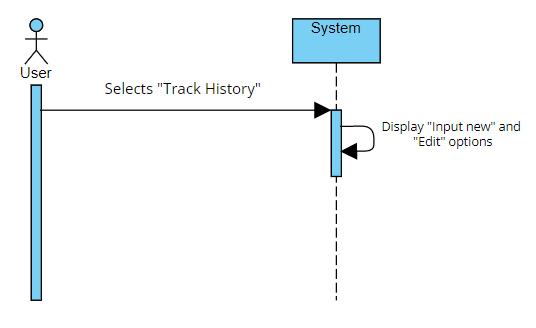 System
User
Selects "Track History"
Display "Input new" and
"Edit" options